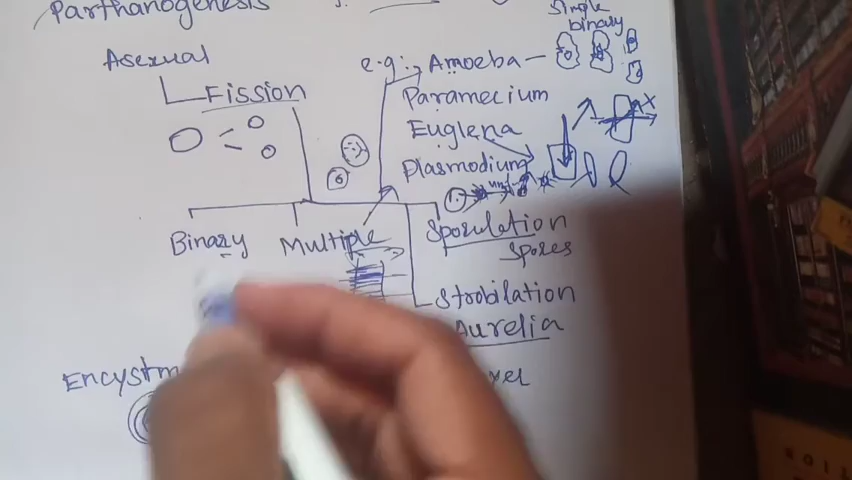 Parthanogenesis
Simple
binary
Asexual
e.g:, Amoeba —
Fission
Paramecium
Euglena
Plasmodium
Sporulation
Spores
Binary Multiple
Strobilation
Aurelia
Encystm